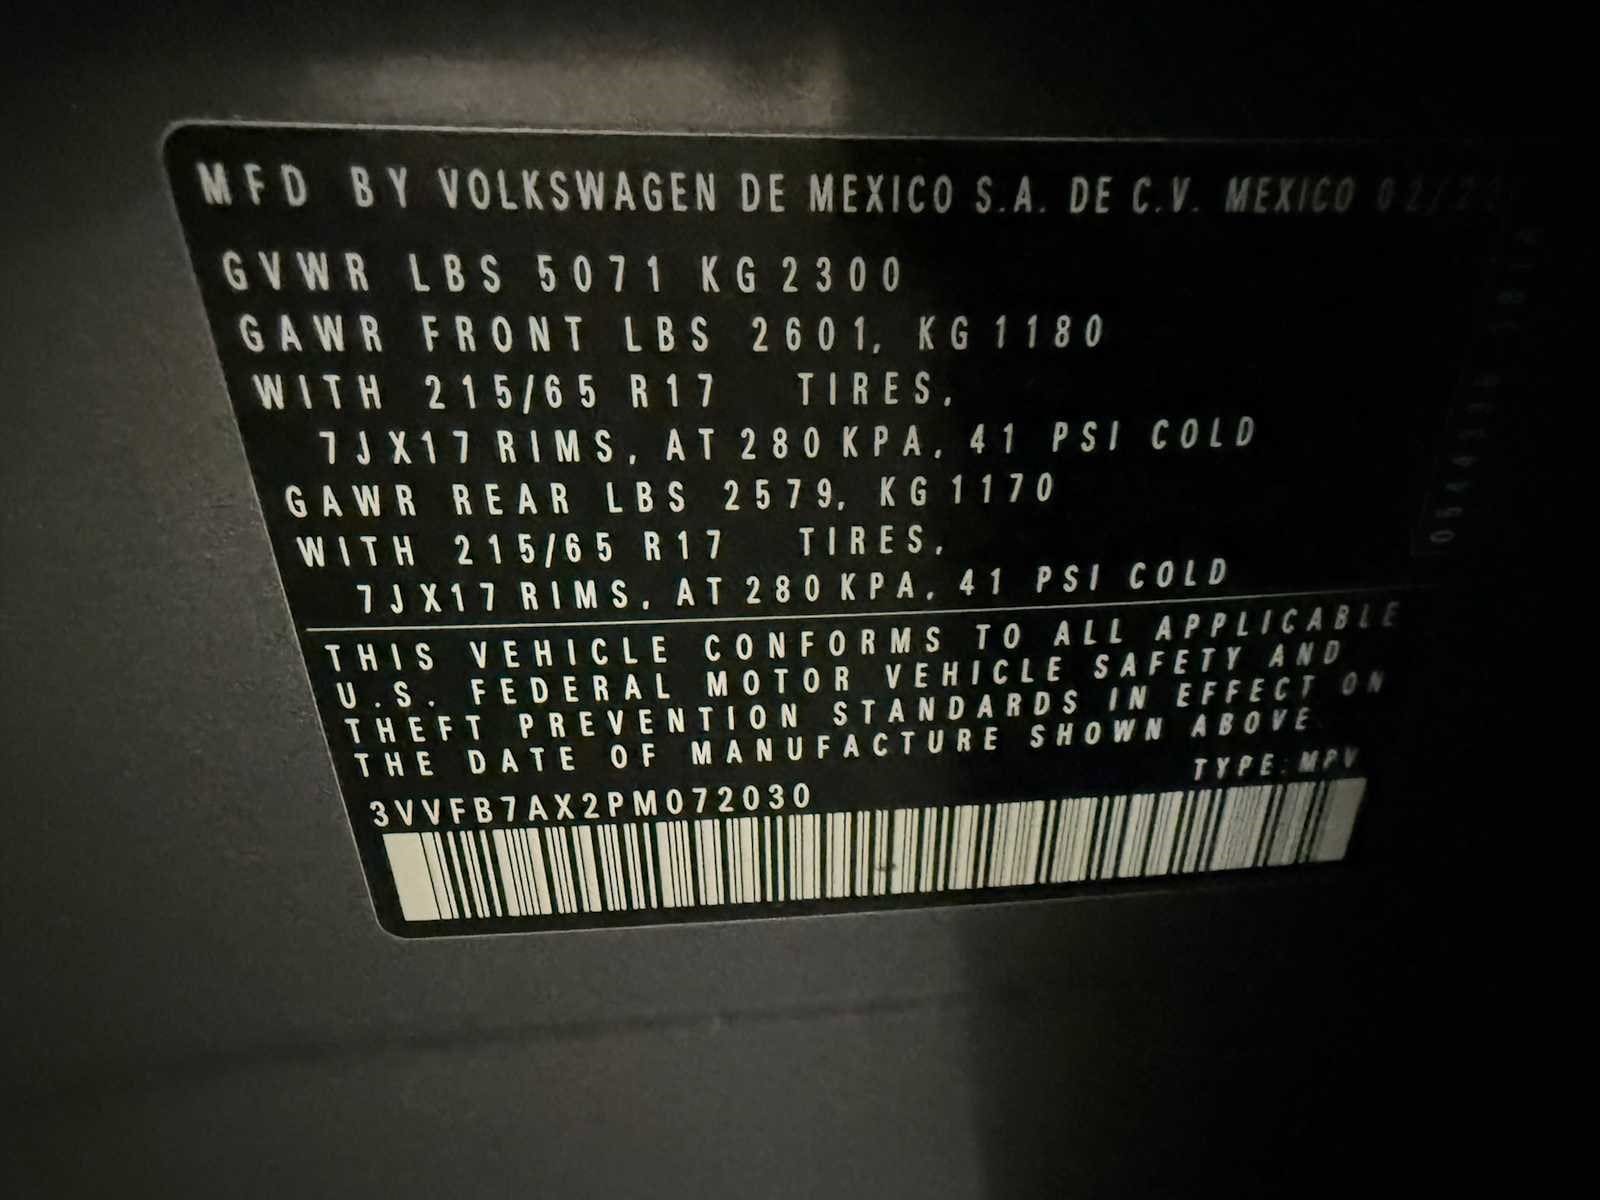 MFD BY VOLKSWAGEN DE MEXICO S.A. DE C.V. MEXICO
GVWR LBS 5071 KG 2300
GAWR FRONT LBS 2601, KG 1180
WITH 215/65 R17 TIRES,
7JX17 RIMS, AT 280 KPA, 41 PSI COLD
GAWR REAR LBS 2579, KG 1170
WITH 215/65 R17 TIRES,
7JX17 RIMS, AT 280 KPA, 41 PSI COLD
THIS VEHICLE CONFORMS TO ALL APPLICABLE
U.S. FEDERAL MOTOR VEHICLE SAFETY AND
THEFT PREVENTION STANDARDS IN EFFECT ON
THE DATE OF MANUFACTURE SHOWN ABOVE
TYPE: MPV
3VVFB7AX2PM072030